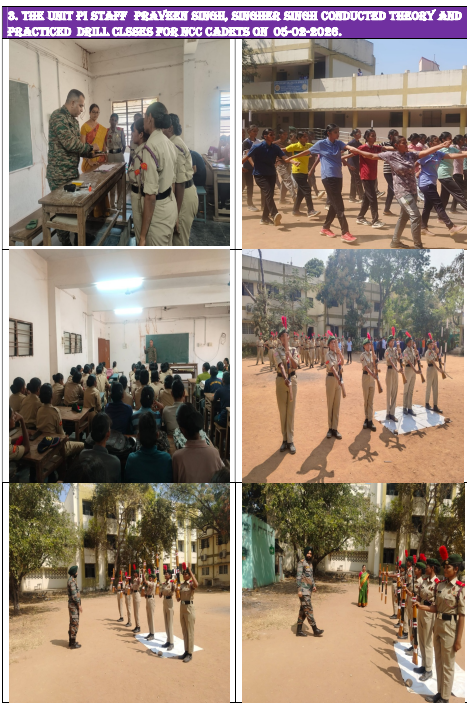 3. THE UNIT PI STAFF PRAVEEN SINGH, SINGHER SINGH CONDUCTED THEORY AND
PRACTICED DRILL CLSSES FOR NCC CADETS ON 05-02-2026.